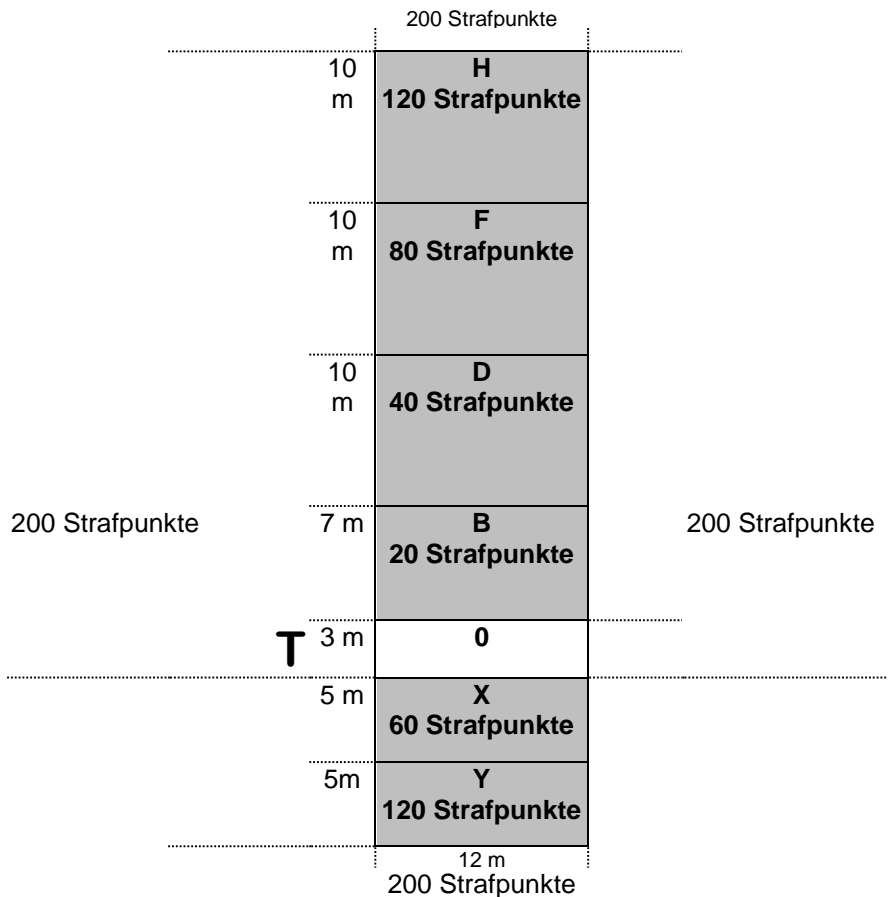 200 Strafpunkte
10 m
H
120 Strafpunkte
10 m
F
80 Strafpunkte
10 m
D
40 Strafpunkte
200 Strafpunkte
7 m
B
20 Strafpunkte
200 Strafpunkte
T
3 m
0
5 m
X
60 Strafpunkte
5m
Y
120 Strafpunkte
12 m
200 Strafpunkte